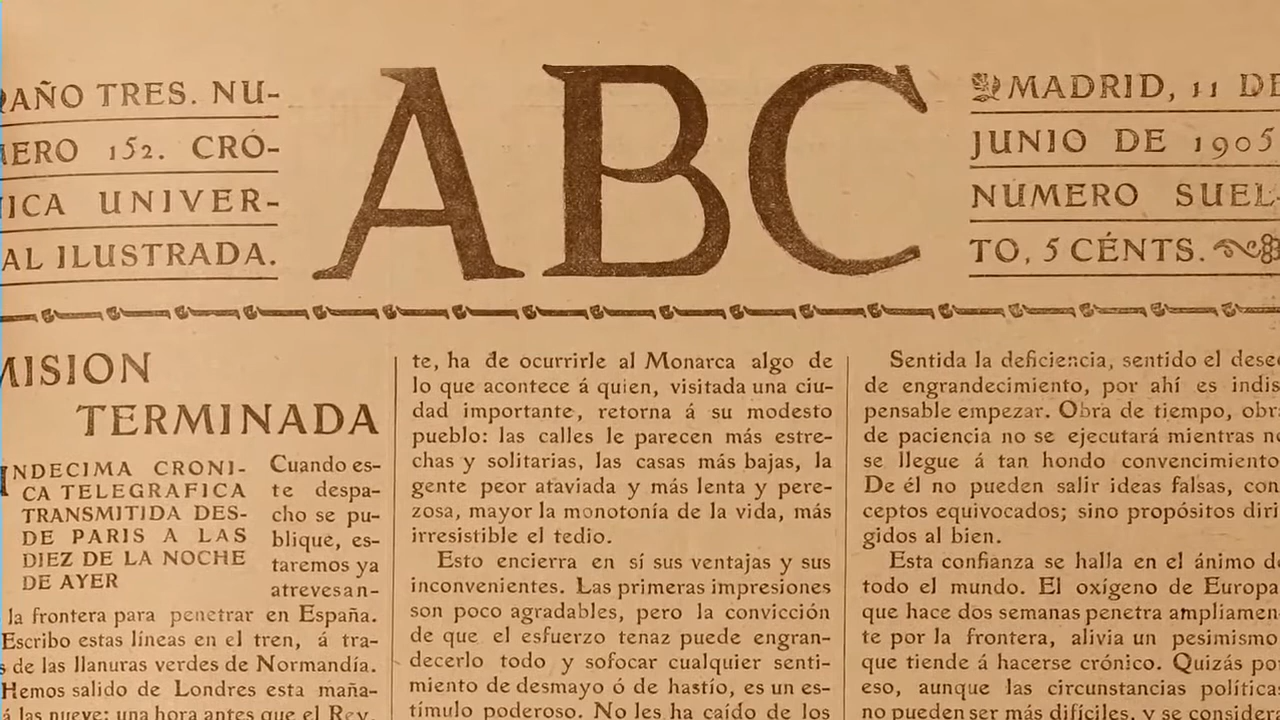 AÑO TRES. NU-
ERO 152. CRÓ-
ICA UNIVER-
AL ILUSTRADA.
ABC
MADRID, 11 DE
JUNIO DE 1905
NÚMERO SUEL-
TO, 5 CÉNTS.
MISION
TERMINADA
INDECIMA CRONI-
CA TELEGRAFICA
TRANSMITIDA DES-
DE PARIS A LAS
DIEZ DE LA NOCHE
DE AYER
Cuando es-
te despa-
cho se pu-
blique, es-
taremos ya
atrevesan-
la frontera para penetrar en España.
Escribo estas líneas en el tren, á tra-
s de las llanuras verdes de Normandía.
Hemos salido de Londres esta maña-
á las nueve; una hora antes que el Rey.
te, ha de ocurrirle al Monarca algo de
lo que acontece á quien, visitada una ciu-
dad importante, retorna á su modesto
pueblo: las calles le parecen más estre-
chas y solitarias, las casas más bajas, la
gente peor ataviada y más lenta y pere-
zosa, mayor la monotonía de la vida, más
irresistible el tedio.
Esto encierra en sí sus ventajas y sus
inconvenientes. Las primeras impresiones
son poco agradables, pero la convicción
de que el esfuerzo tenaz puede engran-
decerlo todo y sofocar cualquier senti-
miento de desmayo ó de hastío, es un es-
tímulo poderoso. No les ha caído de los
Sentida la deficiencia, sentido el dese
de engrandecimiento, por ahí es indis
pensable empezar. Obra de tiempo, obr
de paciencia no se ejecutará mientras n
se llegue á tan hondo convencimiento
De él no pueden salir ideas falsas, con
ceptos equivocados; sino propósitos diri
gidos al bien.
Esta confianza se halla en el ánimo d
todo el mundo. El oxígeno de Europa
que hace dos semanas penetra ampliamen
te por la frontera, alivia un pesimismo
que tiende á hacerse crónico. Quizás por
eso, aunque las circunstancias política
no pueden ser más difíciles, y se consider